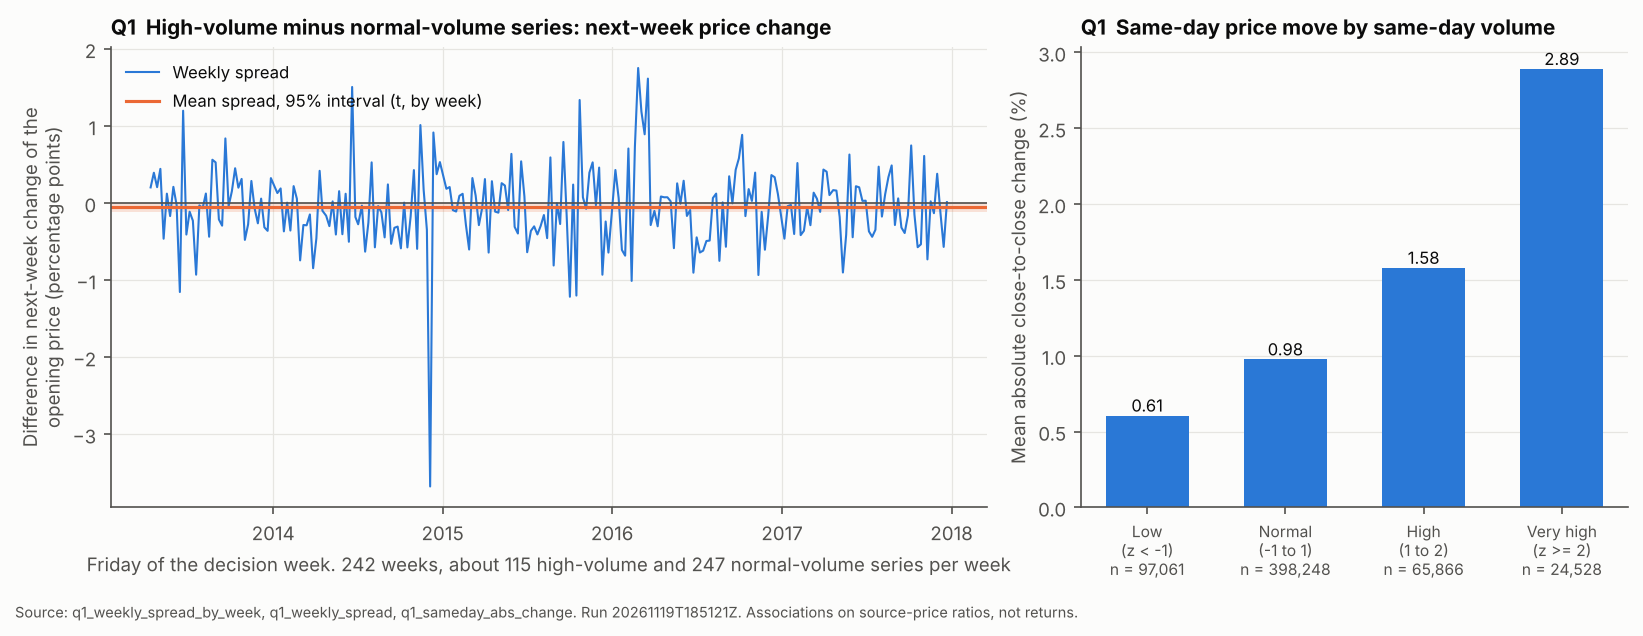 Q1 High-volume minus normal-volume series: next-week price change
Weekly spread
Mean spread, 95% interval (t, by week)
Difference in next-week change of the
opening price (percentage points)
2
1
0
−1
−2
−3
2014
2015
2016
2017
2018
Friday of the decision week. 242 weeks, about 115 high-volume and 247 normal-volume series per week
Q1 Same-day price move by same-day volume
Mean absolute close-to-close change (%)
3.0
2.5
2.0
1.5
1.0
0.5
0.0
0.61
0.98
1.58
2.89
Low
(z < -1)
n = 97,061
Normal
(-1 to 1)
n = 398,248
High
(1 to 2)
n = 65,866
Very high
(z >= 2)
n = 24,528
Source: q1_weekly_spread_by_week, q1_weekly_spread, q1_sameday_abs_change. Run 20261119T185121Z. Associations on source-price ratios, not returns.